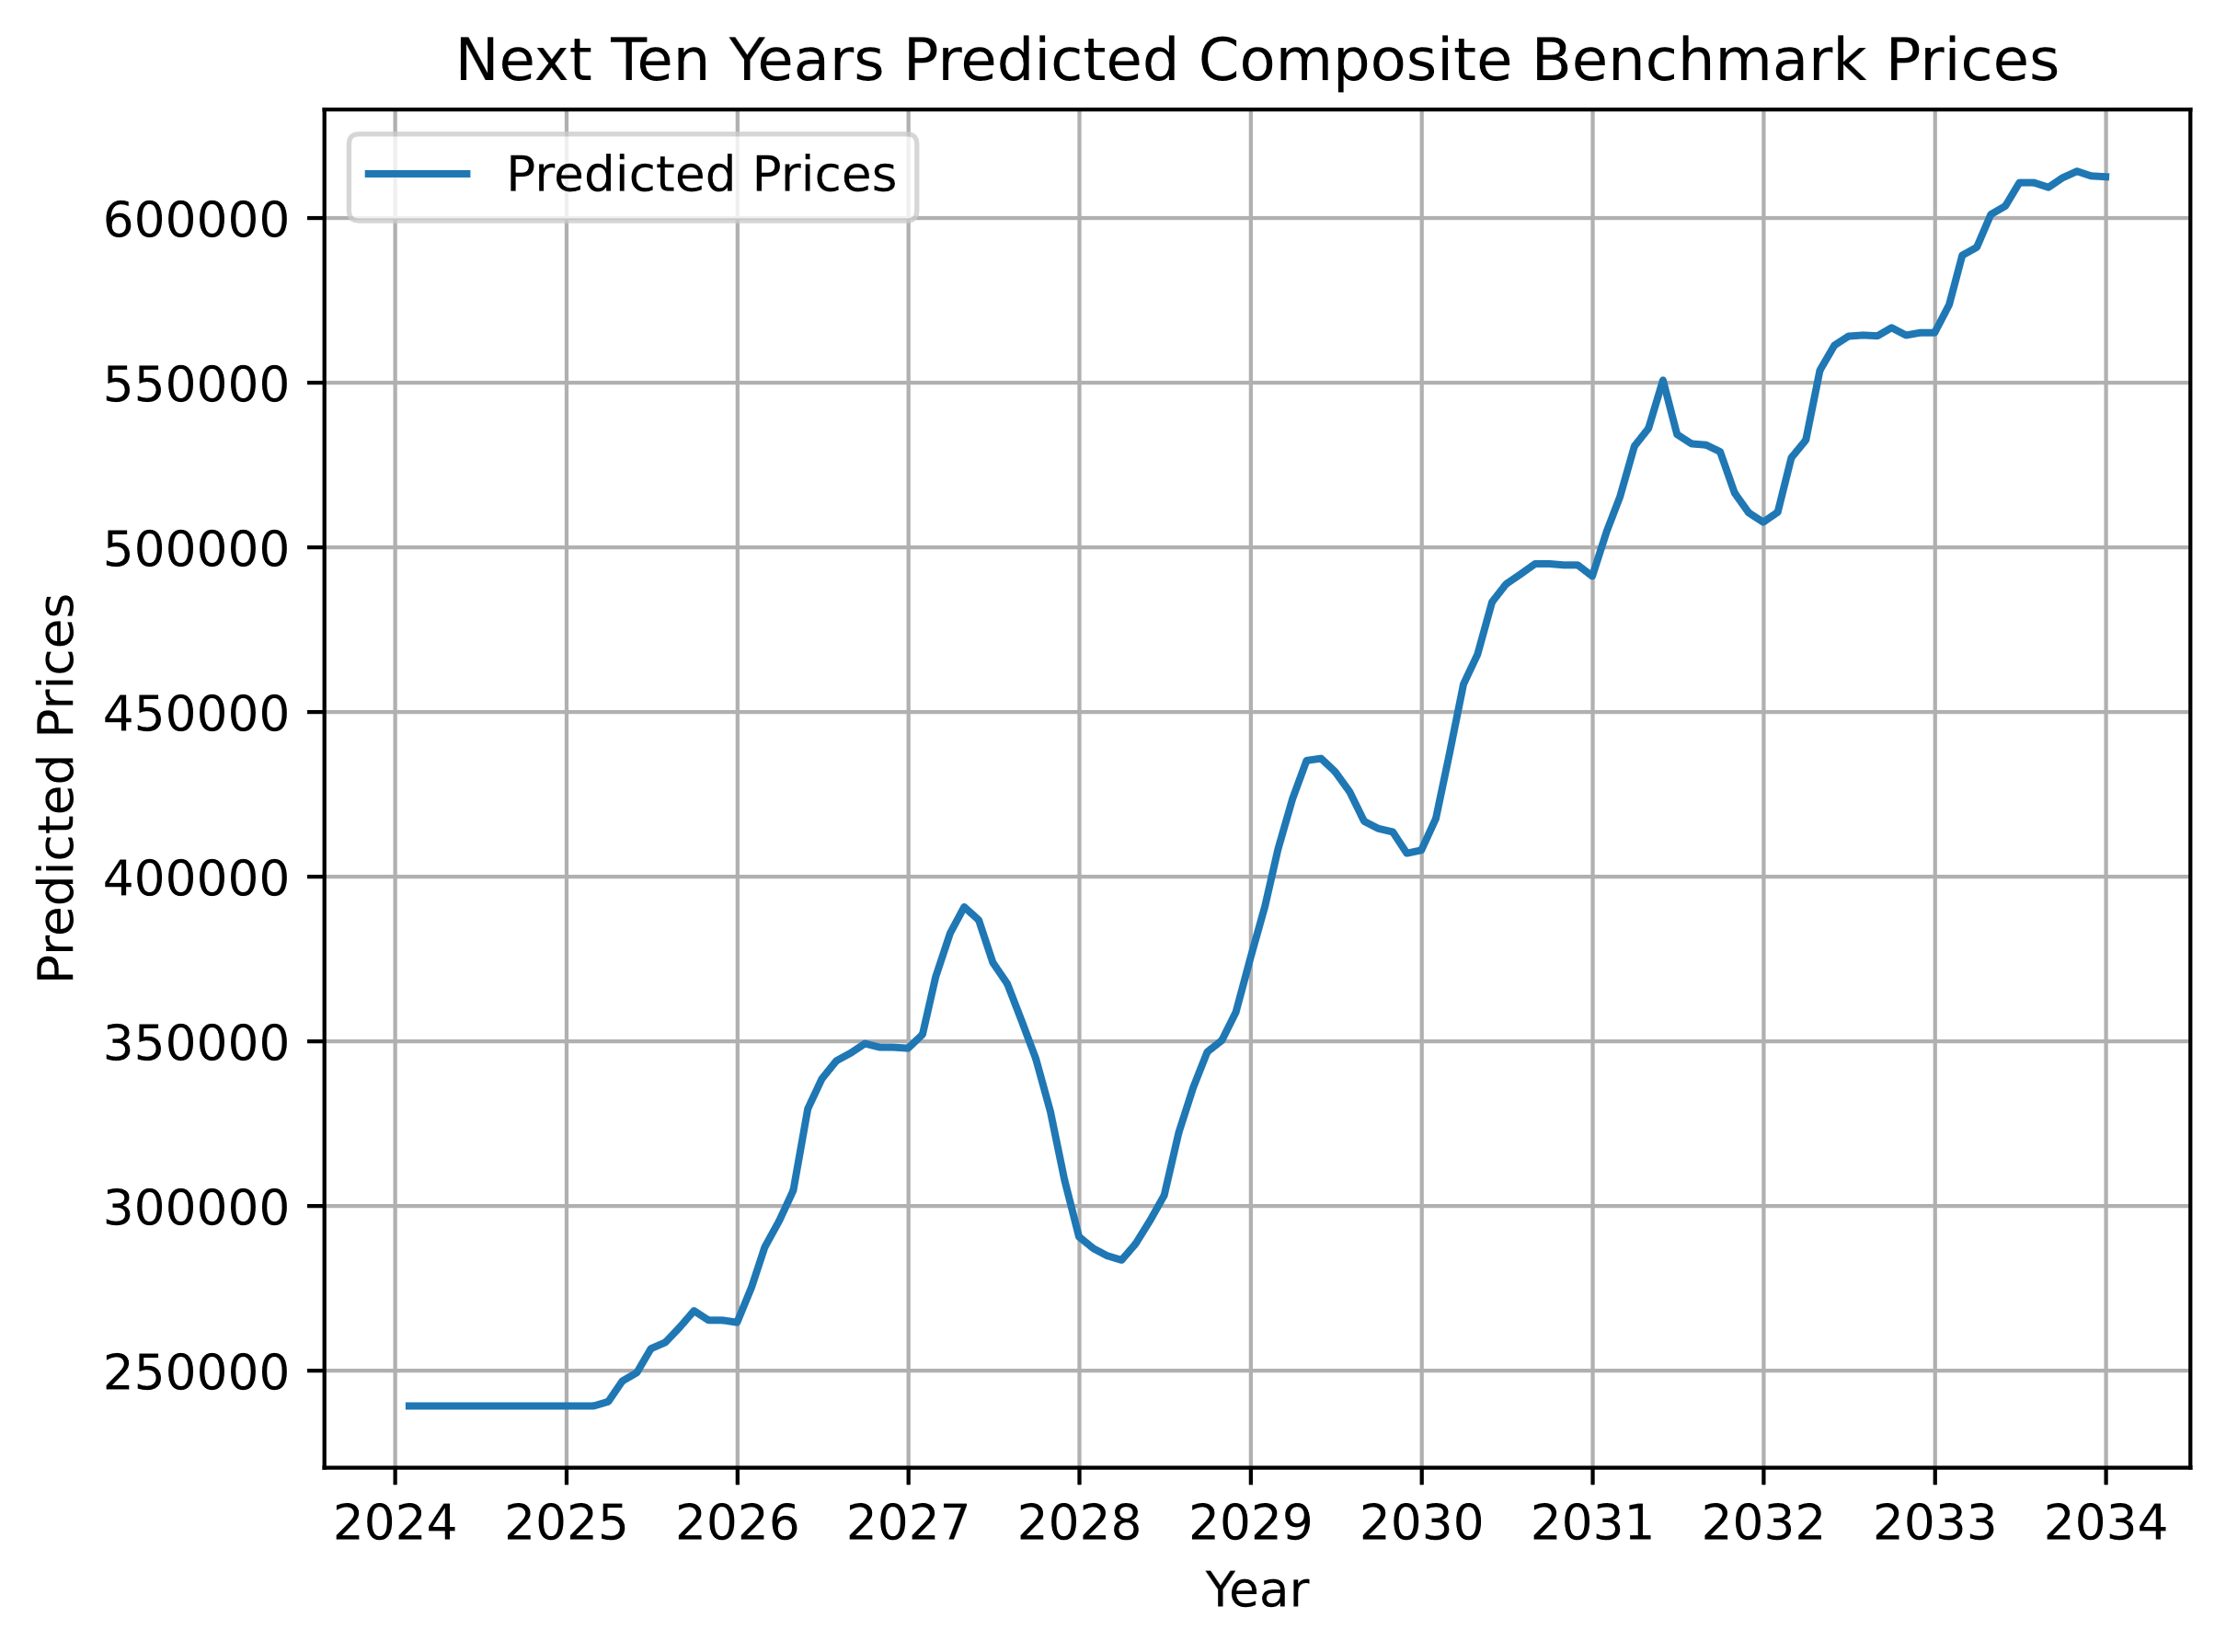 Next Ten Years Predicted Composite Benchmark Prices
Predicted Prices
600000
550000
500000
450000
400000
350000
300000
250000
Predicted Prices
2024 2025 2026 2027 2028 2029 2030 2031 2032 2033 2034
Year